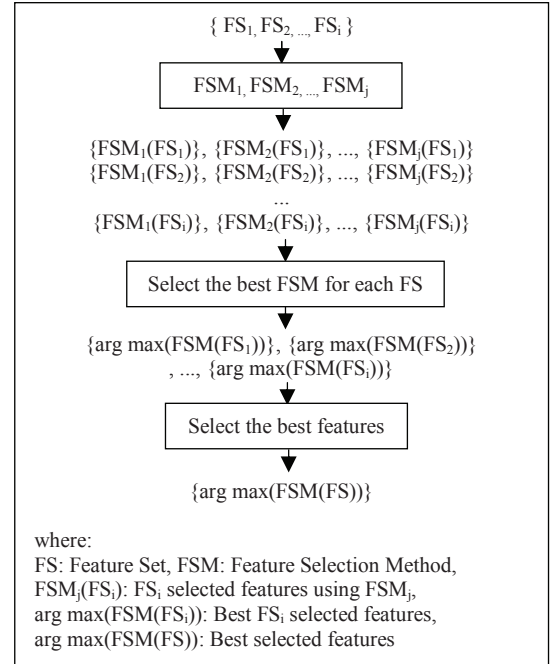 { FS₁, FS₂, ..., FSᵢ }
FSM₁, FSM₂, ..., FSMⱼ
{FSM₁(FS₁)}, {FSM₂(FS₁)}, ..., {FSMⱼ(FS₁)}
{FSM₁(FS₂)}, {FSM₂(FS₂)}, ..., {FSMⱼ(FS₂)}
...
{FSM₁(FSᵢ)}, {FSM₂(FSᵢ)}, ..., {FSMⱼ(FSᵢ)}
Select the best FSM for each FS
{arg max(FSM(FS₁))}, {arg max(FSM(FS₂))}
, ..., {arg max(FSM(FSᵢ))}
Select the best features
{arg max(FSM(FS))}
where:
FS: Feature Set, FSM: Feature Selection Method,
FSMⱼ(FSᵢ): FSᵢ selected features using FSMⱼ,
arg max(FSM(FSᵢ)): Best FSᵢ selected features,
arg max(FSM(FS)): Best selected features